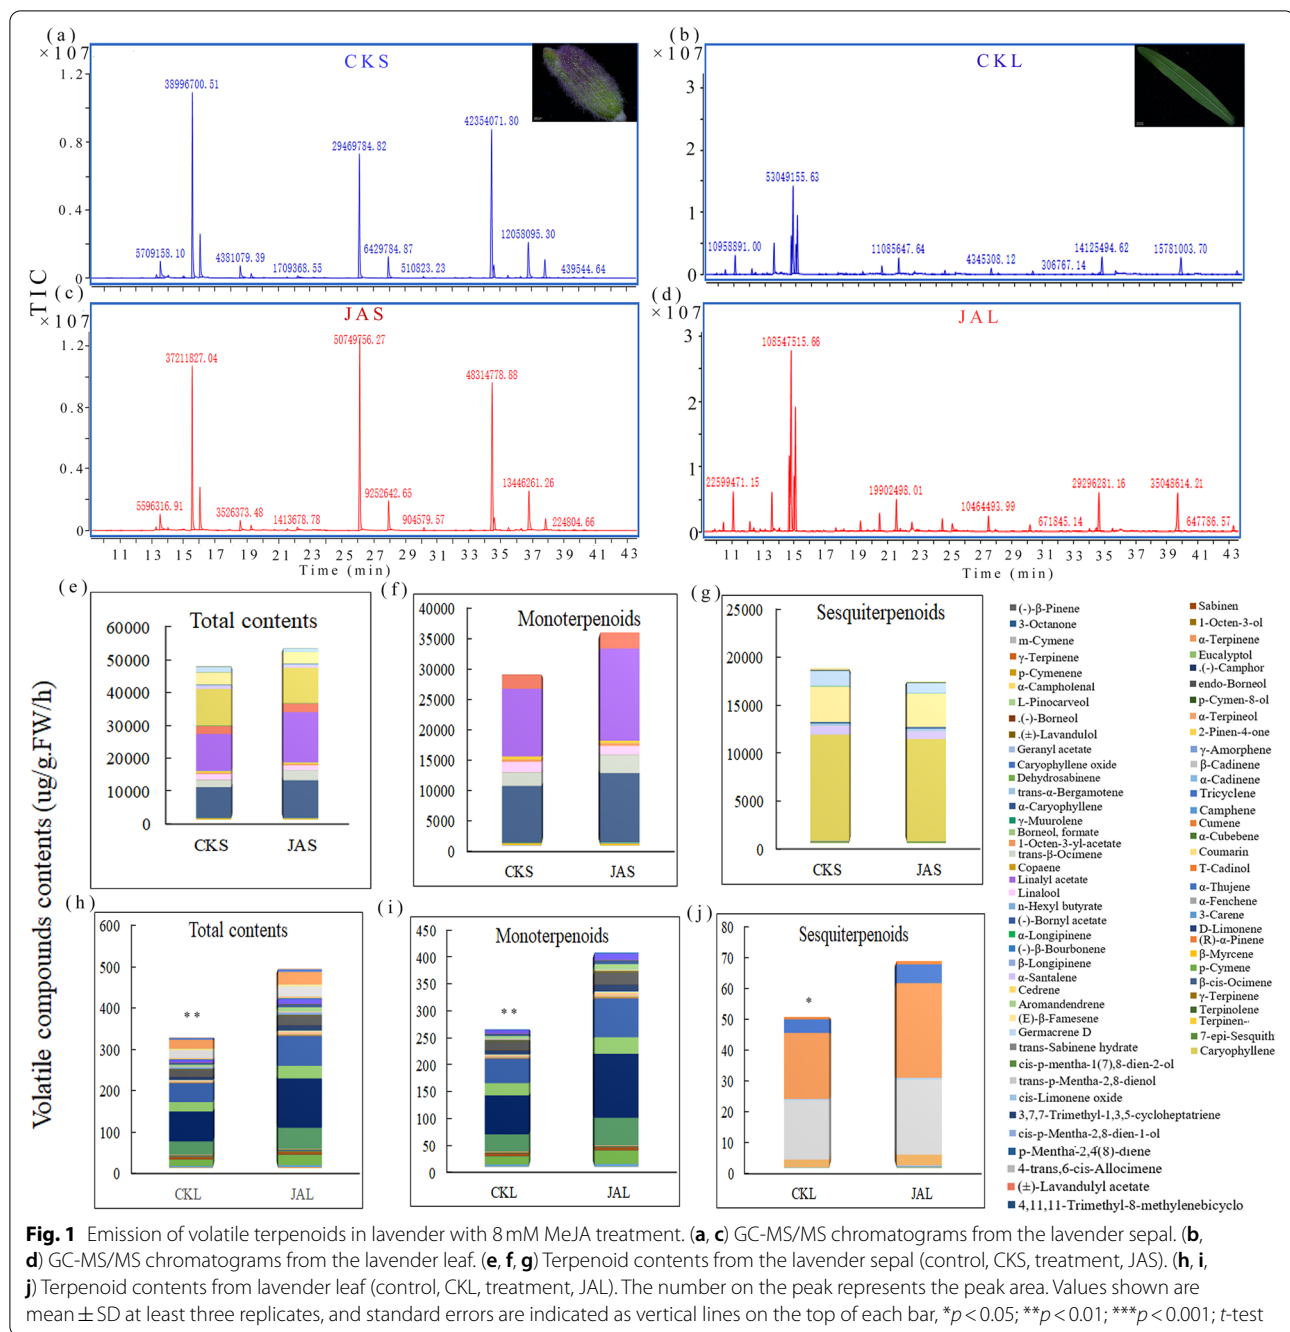 (a)
×107
CKS
1.2
0.8
0.4
0
38996700.51
5709158.10
4381079.39
1709368.55
29469784.82
6429784.87
510823.23
42354071.80
12058095.30
439544.64
(b)
×107
CKL
3
2
1
0
10958891.00
53049155.63
11085647.64
4345308.12
306767.14
14125494.62
15781003.70
TIC
(c)
×107
JAS
1.2
0.8
0.4
0
37211827.04
5596316.91
3526373.48
1413678.78
50749756.27
9252642.65
904579.57
48314778.88
13446261.26
224804.66
11 13 15 17 19 21 23 25 27 29 31 33 35 37 39 41 43
Time (min)
(d)
×107
JAL
3
2
1
0
22599471.15
108547515.66
19902498.01
10464493.99
671845.14
29296281.16
35048614.21
647786.57
11 13 15 17 19 21 23 25 27 29 31 33 35 37 39 41 43
Time (min)
Volatile compounds contents (ug/g.FW/h)
(e)
Total contents
60000
50000
40000
30000
20000
10000
0
CKS JAS
(f)
Monoterpenoids
40000
35000
30000
25000
20000
15000
10000
5000
0
CKS JAS
(g)
Sesquiterpenoids
25000
20000
15000
10000
5000
0
CKS JAS
(h)
Total contents
600
500
400
300
200
100
0
**
CKL JAL
(i)
Monoterpenoids
450
400
350
300
250
200
150
100
50
0
**
CKL JAL
(j)
Sesquiterpenoids
80
70
60
50
40
30
20
10
0
*
CKL JAL
(-)-β-Pinene
3-Octanone
m-Cymene
γ-Terpinene
p-Cymenene
α-Campholenal
L-Pinocarveol
.(-)-Borneol
.(±)-Lavandulol
Geranyl acetate
Caryophyllene oxide
Dehydrosabinene
trans-α-Bergamotene
α-Caryophyllene
γ-Muurolene
Borneol, formate
1-Octen-3-yl-acetate
trans-β-Ocimene
Copaene
Linalyl acetate
Linalool
n-Hexyl butyrate
(-)-Bornyl acetate
α-Longipinene
(-)-β-Bourbonene
β-Longipinene
α-Santalene
Cedrene
Aromandendrene
(E)-β-Famesene
Germacrene D
trans-Sabinene hydrate
cis-p-mentha-1(7),8-dien-2-ol
trans-p-Mentha-2,8-dienol
cis-Limonene oxide
3,7,7-Trimethyl-1,3,5-cycloheptatriene
cis-p-Mentha-2,8-dien-1-ol
p-Mentha-2,4(8)-diene
4-trans,6-cis-Allocimene
(±)-Lavandulyl acetate
4,11,11-Trimethyl-8-methylenebicyclo
Sabinen
1-Octen-3-ol
α-Terpinene
Eucalyptol
.(-)-Camphor
endo-Borneol
p-Cymen-8-ol
α-Terpineol
2-Pinen-4-one
γ-Amorphene
β-Cadinene
α-Cadinene
Tricyclene
Camphene
Cumene
α-Cubebene
Coumarin
T-Cadinol
α-Thujene
α-Fenchene
3-Carene
D-Limonene
(R)-α-Pinene
β-Myrcene
p-Cymene
β-cis-Ocimene
γ-Terpinene
Terpinolene
Terpinen-
7-epi-Sesquith
Caryophyllene
Fig. 1 Emission of volatile terpenoids in lavender with 8 mM MeJA treatment. (a, c) GC-MS/MS chromatograms from the lavender sepal. (b,
d) GC-MS/MS chromatograms from the lavender leaf. (e, f, g) Terpenoid contents from the lavender sepal (control, CKS, treatment, JAS). (h, i,
j) Terpenoid contents from lavender leaf (control, CKL, treatment, JAL). The number on the peak represents the peak area. Values shown are
mean ± SD at least three replicates, and standard errors are indicated as vertical lines on the top of each bar, *p < 0.05; **p < 0.01; ***p < 0.001; t-test